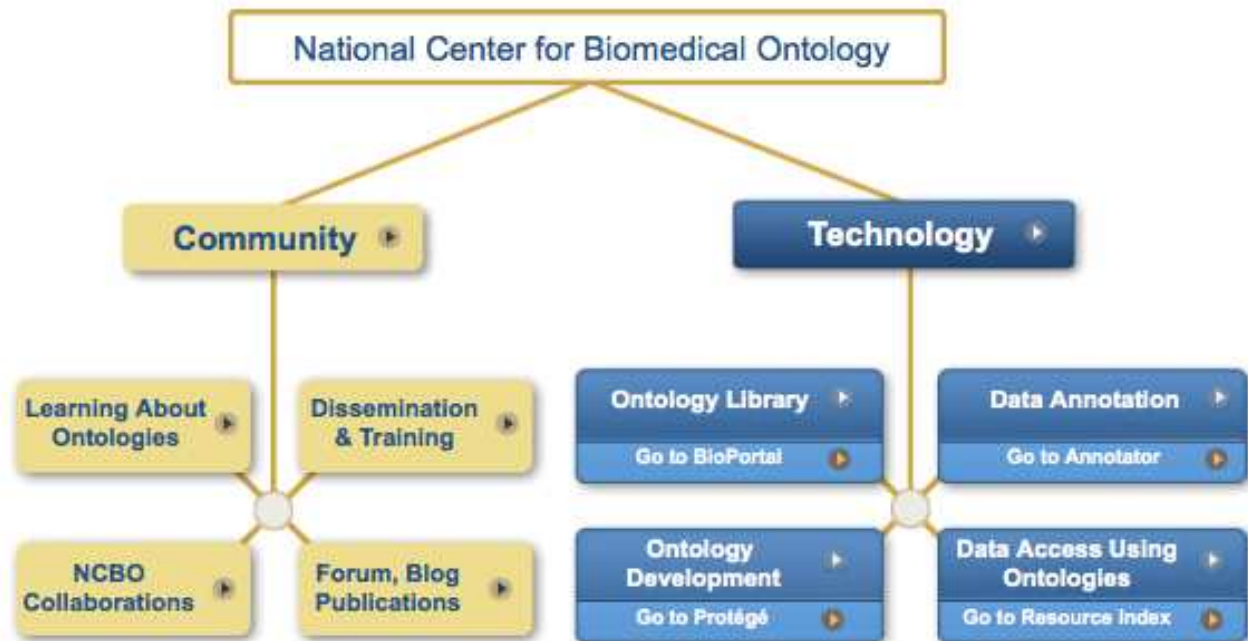 National Center for Biomedical Ontology
Community
Technology
Learning About
Ontologies
Dissemination
& Training
Ontology Library
Go to BioPortal
Data Annotation
Go to Annotator
NCBO
Collaborations
Forum, Blog
Publications
Ontology
Development
Go to Protégé
Data Access Using
Ontologies
Go to Resource Index